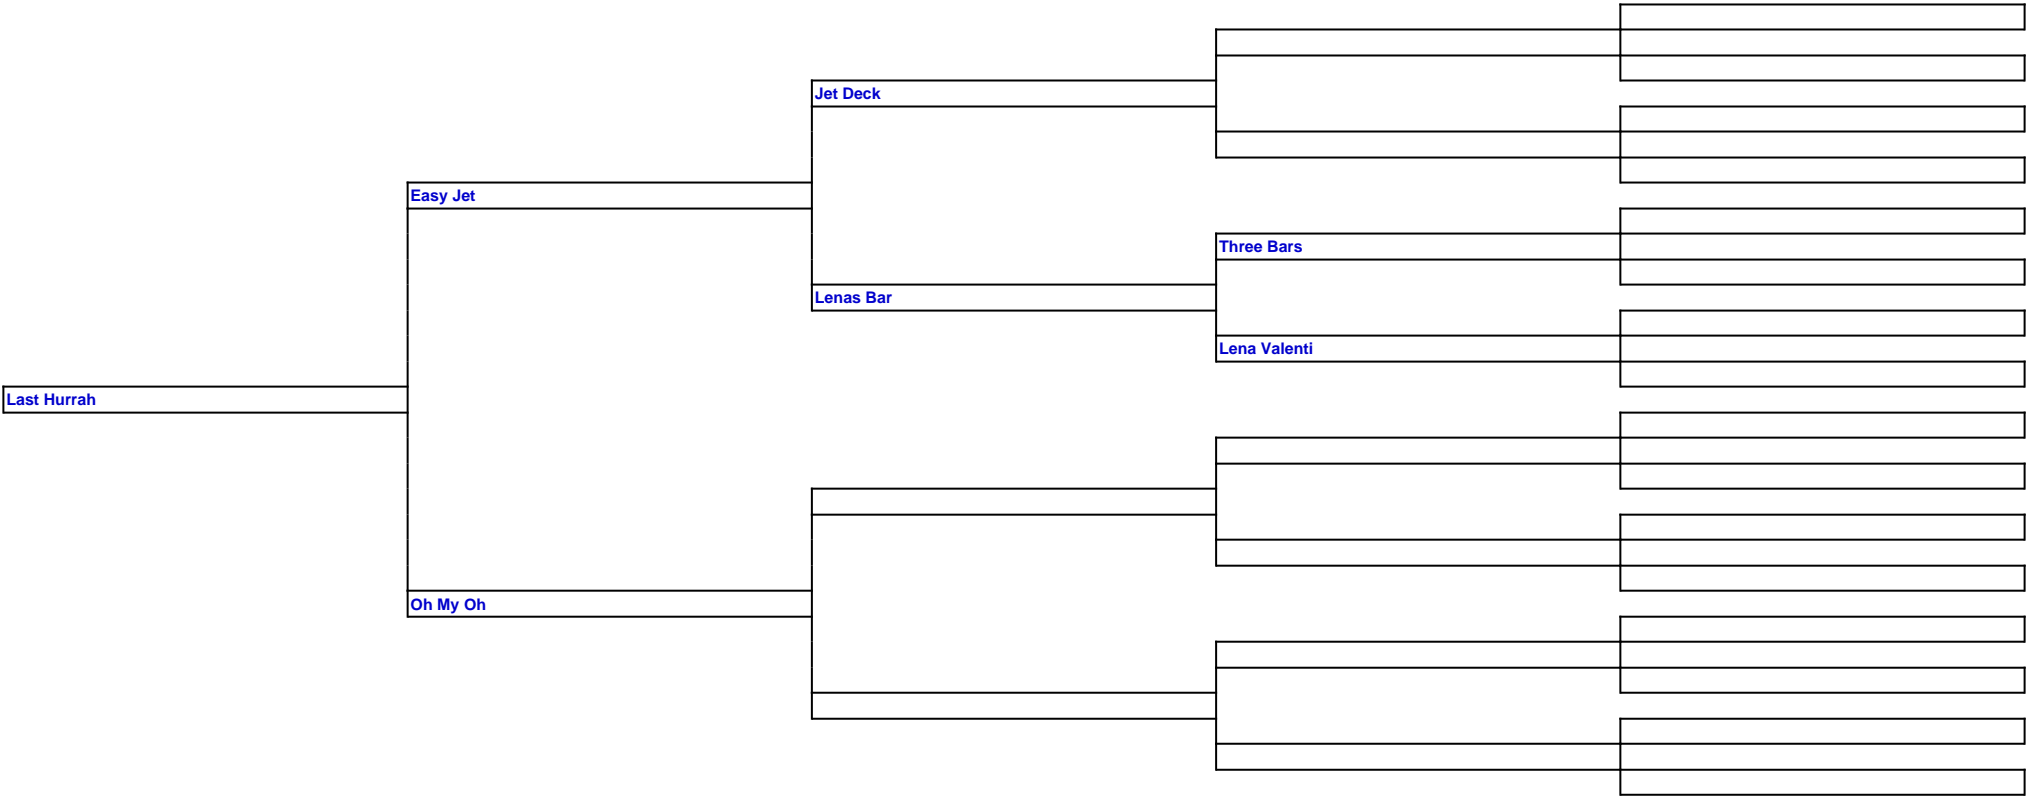 Jet Deck
Easy Jet
Three Bars
Lenas Bar
Lena Valenti
Last Hurrah
Oh My Oh